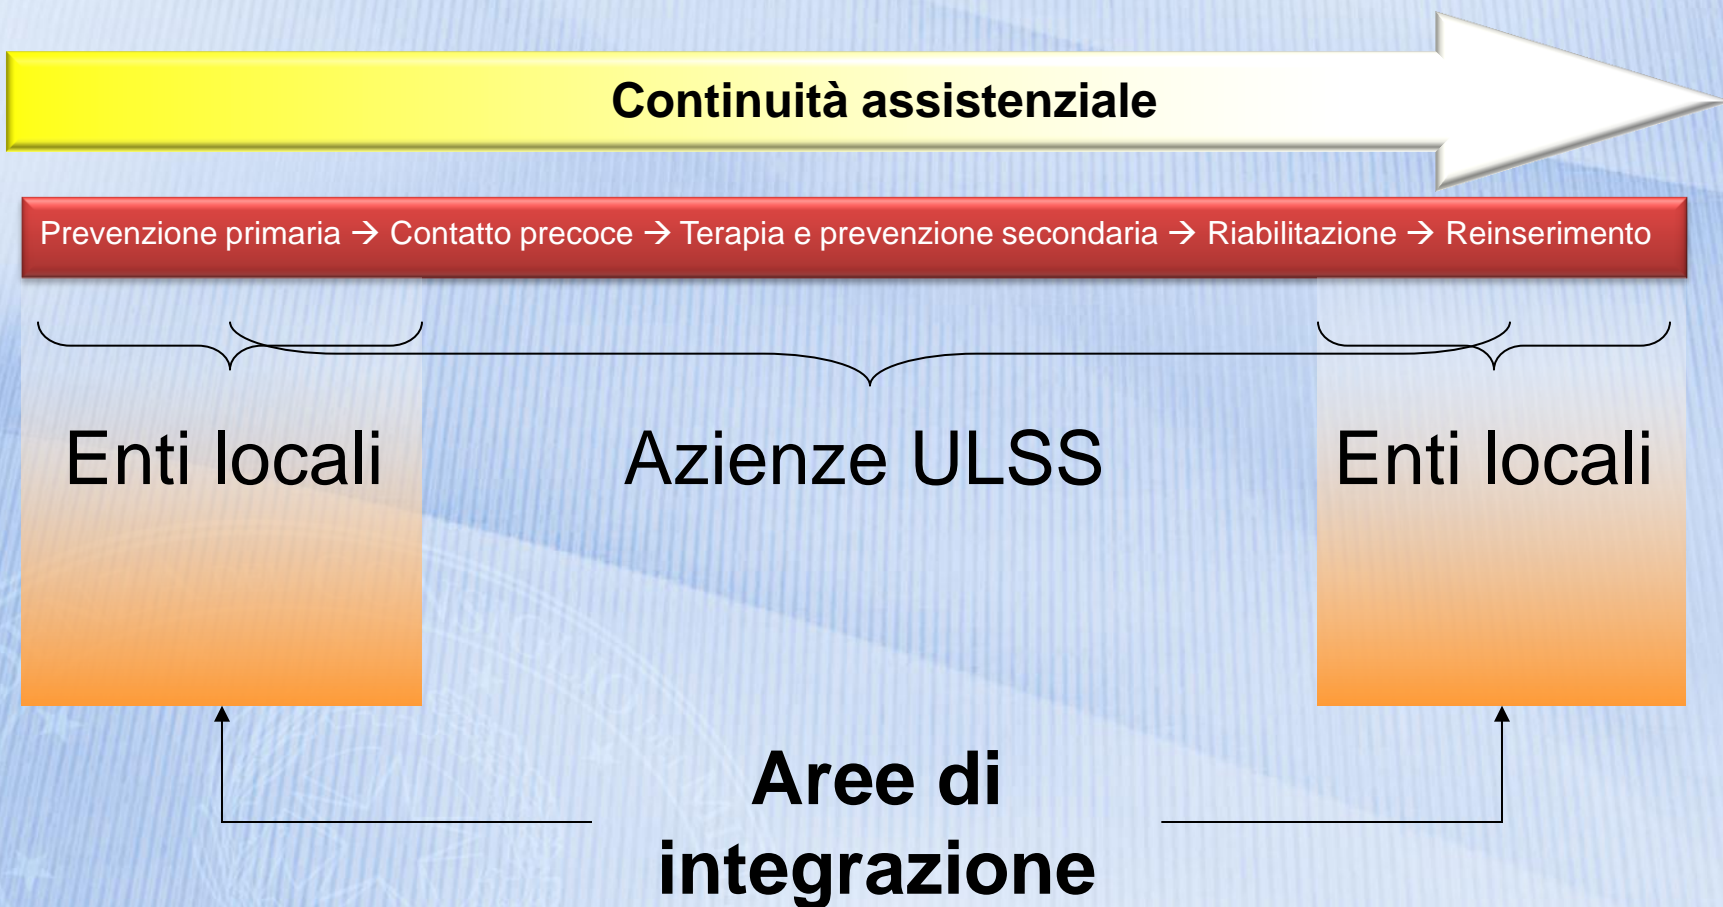 Continuità assistenziale
Prevenzione primaria → Contatto precoce → Terapia e prevenzione secondaria → Riabilitazione → Reinserimento
Enti locali
Azienze ULSS
Enti locali
Aree di
integrazione